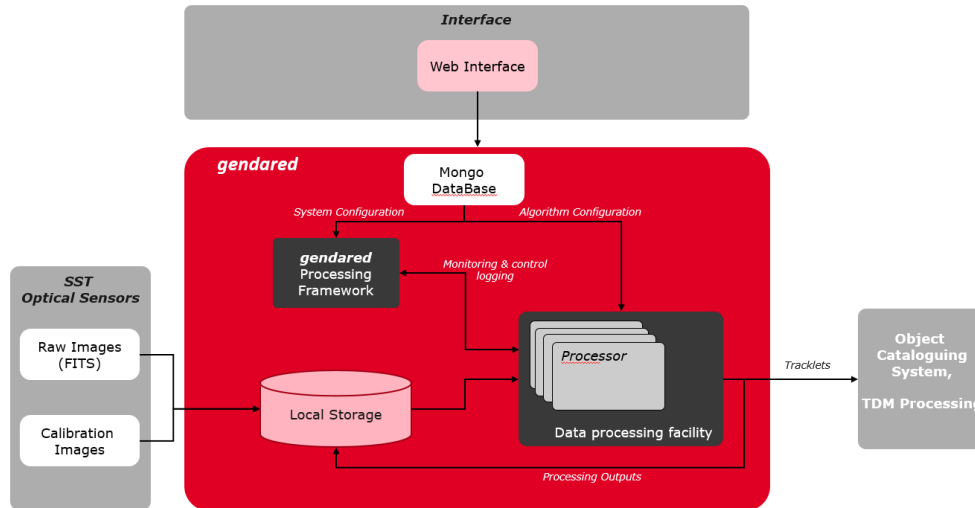 Interface
Web Interface
gendared
Mongo
DataBase
System Configuration
Algorithm Configuration
gendared
Processing
Framework
Monitoring & control
logging
SST
Optical Sensors
Raw Images
(FITS)
Calibration
Images
Local Storage
Processor
Data processing facility
Processing Outputs
Tracklets
Object
Cataloguing
System,
TDM Processing